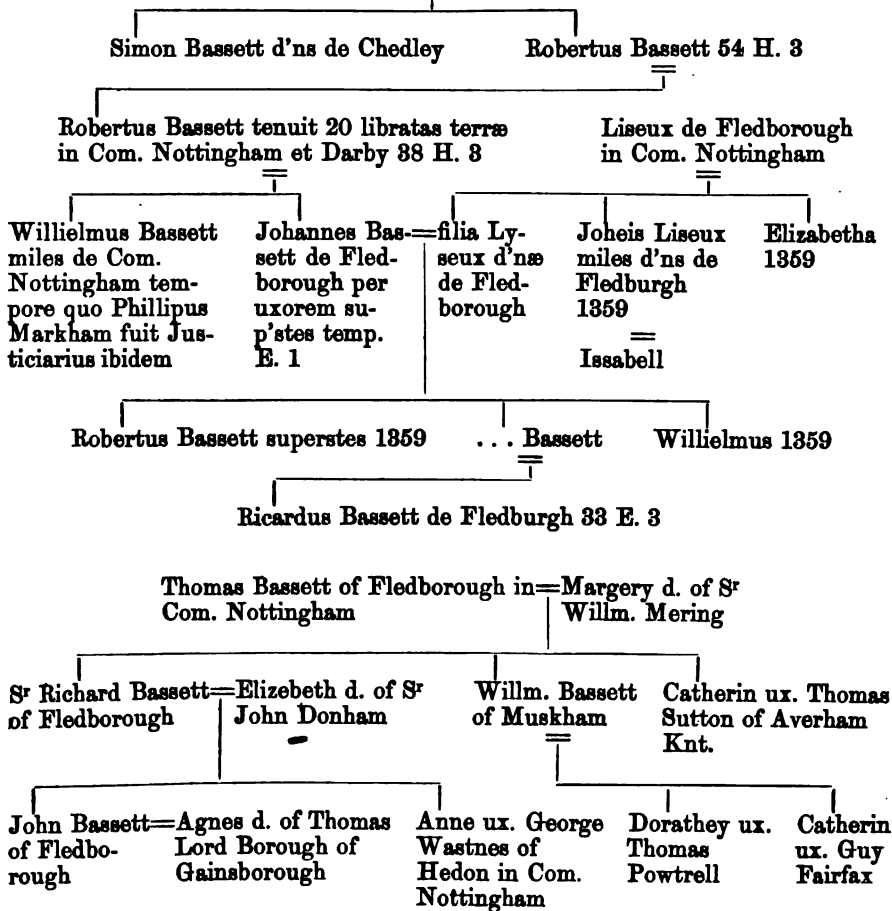 Simon Bassett d'ns de Chedley
Robertus Bassett 54 H. 3
Robertus Bassett tenuit 20 libratas terræ
in Com. Nottingham et Darby 38 H. 3
Liseux de Fledborough
in Com. Nottingham
Willielmus Bassett
miles de Com.
Nottingham tem-
pore quo Phillipus
Markham fuit Jus-
ticiarius ibidem
Johannes Bas-
sett de Fled-
borough per
uxorem su-
p'stes temp.
E. 1
filia Ly-
seux d'næ
de Fled-
borough
Joheis Liseux
miles d'ns de
Fledburgh
1359
Issabell
Elizabetha
1359
Robertus Bassett superstes 1359
... Bassett
Willielmus 1359
Ricardus Bassett de Fledburgh 33 E. 3
Thomas Bassett of Fledborough in
Com. Nottingham
Margery d. of Sr
Willm. Mering
Sr Richard Bassett
of Fledborough
Elizebeth d. of Sr
John Donham
Willm. Bassett
of Muskham
Catherin ux. Thomas
Sutton of Averham
Knt.
John Bassett
of Fledbo-
rough
Agnes d. of Thomas
Lord Borough of
Gainsborough
Anne ux. George
Wastnes of
Hedon in Com.
Nottingham
Dorathey ux.
Thomas
Powtrell
Catherin
ux. Guy
Fairfax